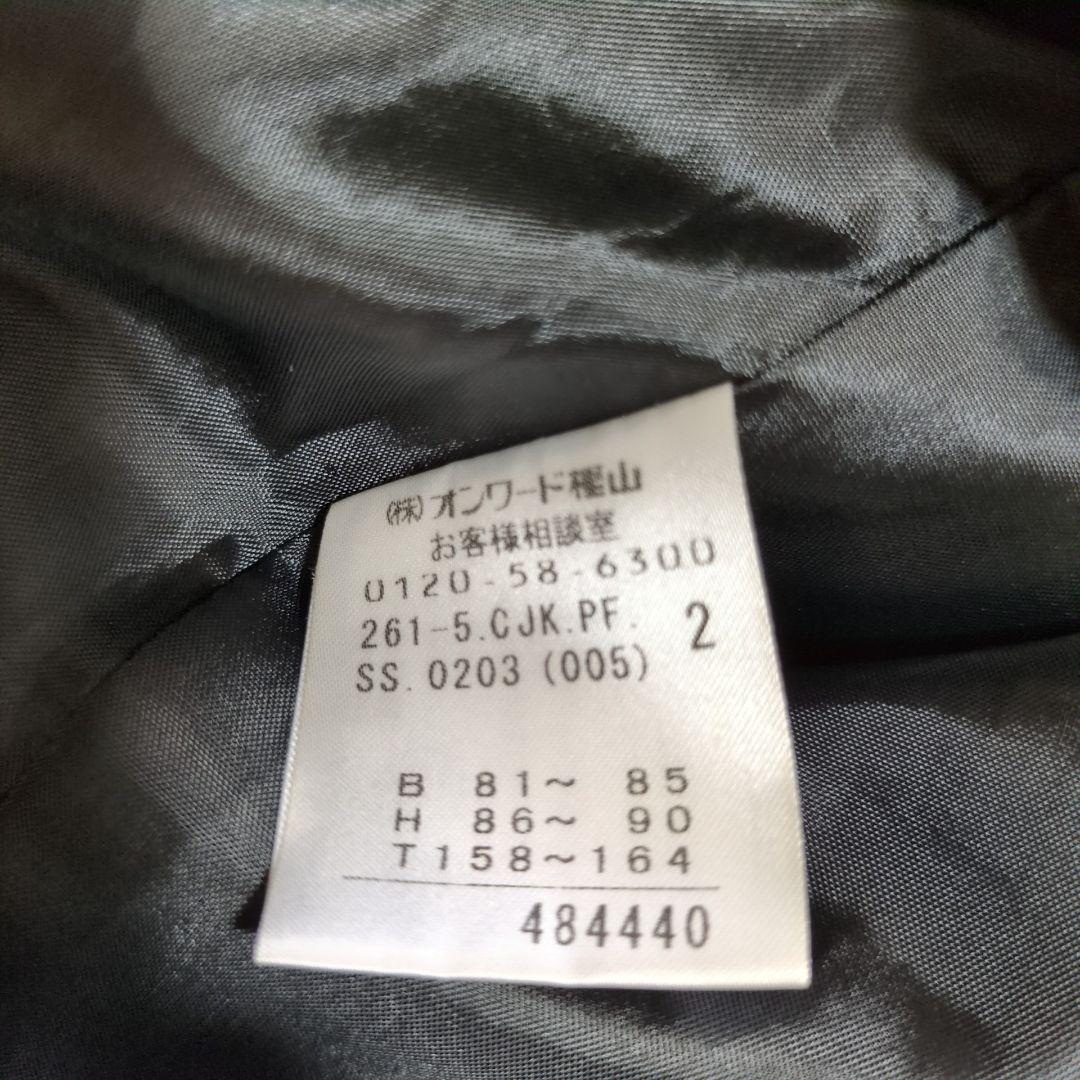 (株)オンワード樫山
お客様相談室
0120-58-6300
261-5.CJK.PF. 2
SS.0203(005)
B 81~ 85
H 86~ 90
T158~164
484440